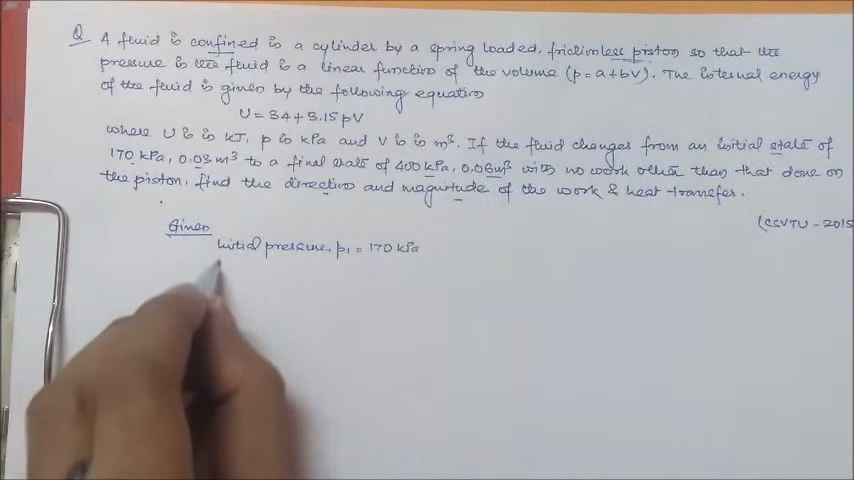 Q A fluid is confined in a cylinder by a spring loaded, frictionless piston so that the
pressure in the fluid is a linear function of the volume (p = a + bV). The internal energy
of the fluid is given by the following equation
U = 34 + 3.15 pV
where U is in kJ, p in kPa and V is in m³. If the fluid changes from an initial state of
170 kPa, 0.03 m³ to a final state of 400 kPa, 0.06 m³ with no work other than that done on
the piston, find the direction and magnitude of the work & heat transfer.
(CSVTU - 2015
Given
Initial pressure, p₁ = 170 kPa